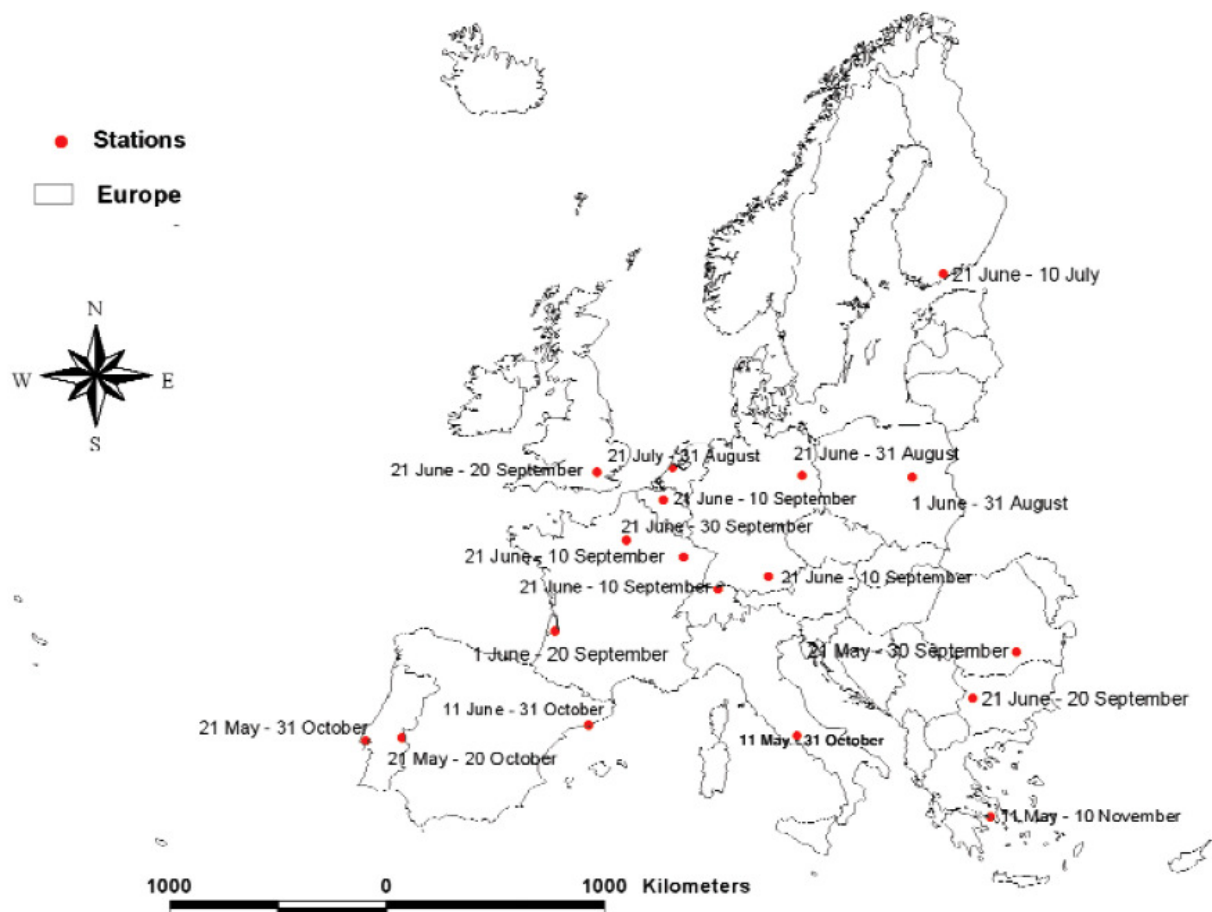 Stations
Europe
N
W
E
S
21 June - 10 July
21 July - 31 August
21 June - 31 August
21 June - 20 September
21 June - 10 September
1 June - 31 August
21 June - 30 September
21 June - 10 September
21 June - 10 September
21 June - 10 September
1 June - 20 September
21 May - 30 September
21 June - 20 September
11 June - 31 October
21 May - 31 October
21 May - 20 October
11 May - 31 October
11 May - 10 November
1000 0 1000 Kilometers